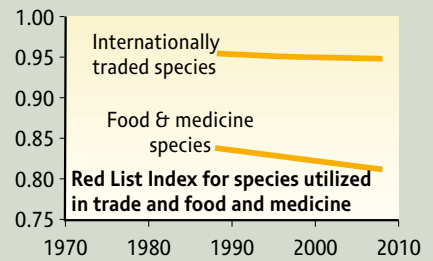 1.00
0.95
0.90
0.85
0.80
0.75
Internationally
traded species
Food & medicine
species
Red List Index for species utilized
in trade and food and medicine
1970 1980 1990 2000 2010